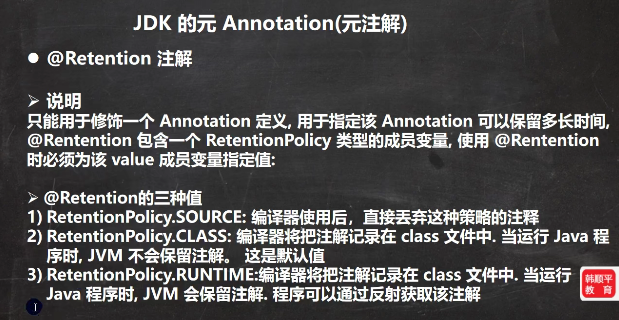 JDK 的元 Annotation(元注解)
● @Retention 注解
➢ 说明
只能用于修饰一个 Annotation 定义, 用于指定该 Annotation 可以保留多长时间,
@Rentention 包含一个 RetentionPolicy 类型的成员变量, 使用 @Rentention
时必须为该 value 成员变量指定值:
➢ @Retention的三种值
1) RetentionPolicy.SOURCE: 编译器使用后，直接丢弃这种策略的注释
2) RetentionPolicy.CLASS: 编译器将把注解记录在 class 文件中. 当运行 Java 程
序时, JVM 不会保留注解。 这是默认值
3) RetentionPolicy.RUNTIME:编译器将把注解记录在 class 文件中. 当运行
Java 程序时, JVM 会保留注解. 程序可以通过反射获取该注解
韩顺平
教 育